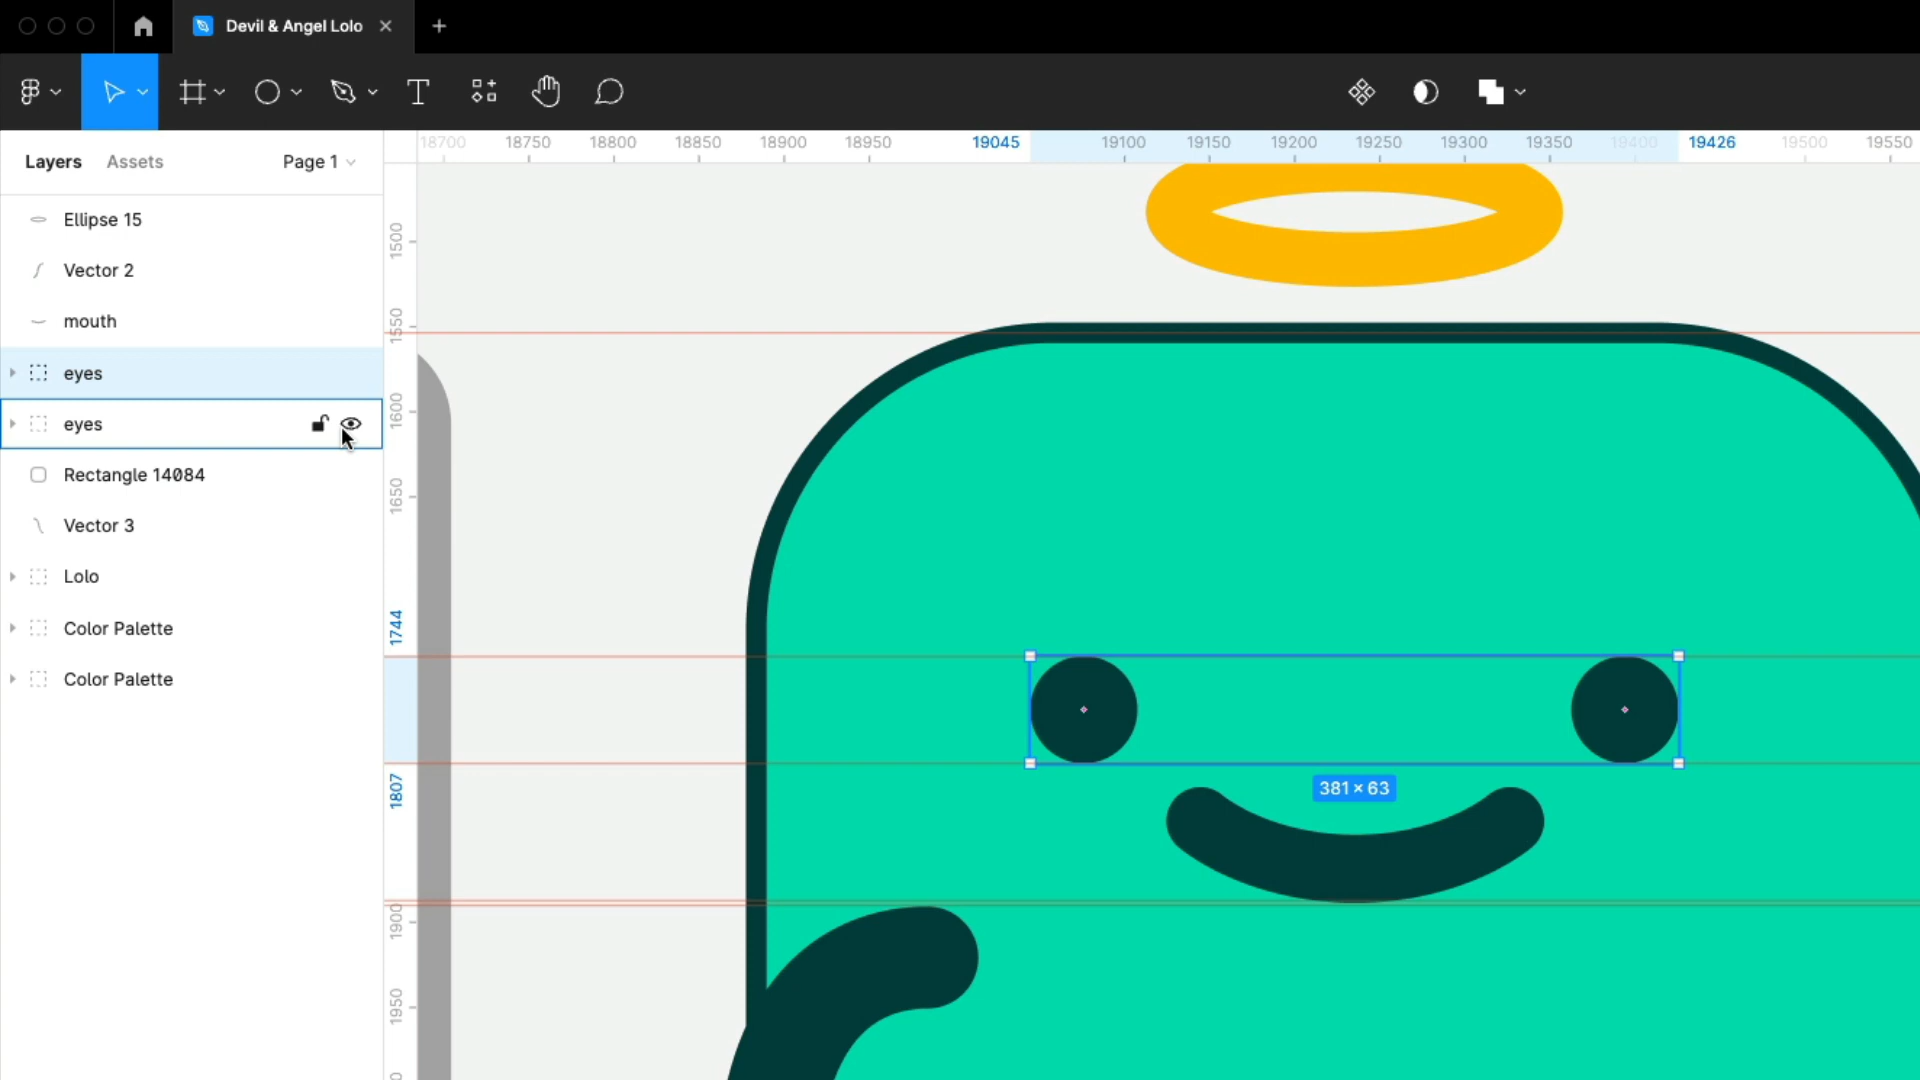 Devil & Angel Lolo
Layers Assets Page 1
18700 18750 18800 18850 18900 18950 19045 19100 19150 19200 19250 19300 19350 19400 19426 19500 19550
Ellipse 15
Vector 2
mouth
eyes
eyes
Rectangle 14084
Vector 3
Lolo
Color Palette
Color Palette
1500
1550
1600
1650
1744
1807
1900
1950
381 × 63